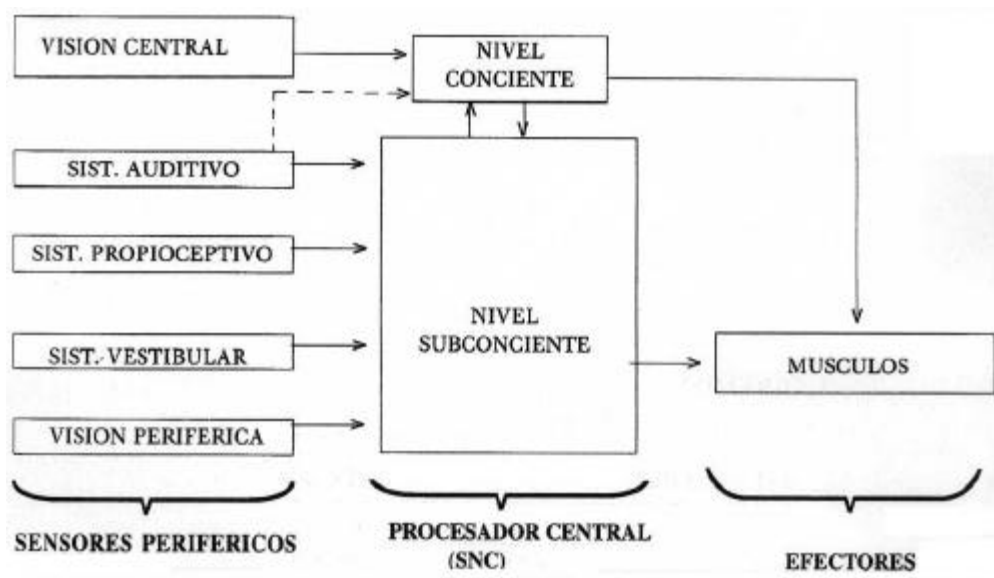 VISION CENTRAL
NIVEL
CONCIENTE
SIST. AUDITIVO
SIST. PROPIOCEPTIVO
SIST. VESTIBULAR
VISION PERIFERICA
NIVEL
SUBCONCIENTE
MUSCULOS
SENSORES PERIFERICOS
PROCESADOR CENTRAL
(SNC)
EFECTORES